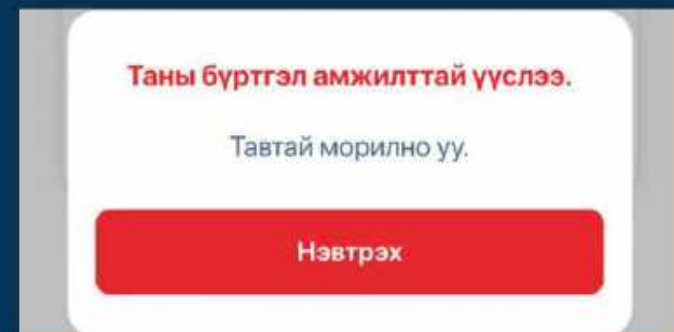 Таны бүртгэл амжилттай үүслээ.
Тавтай морилно уу.
Нэвтрэх